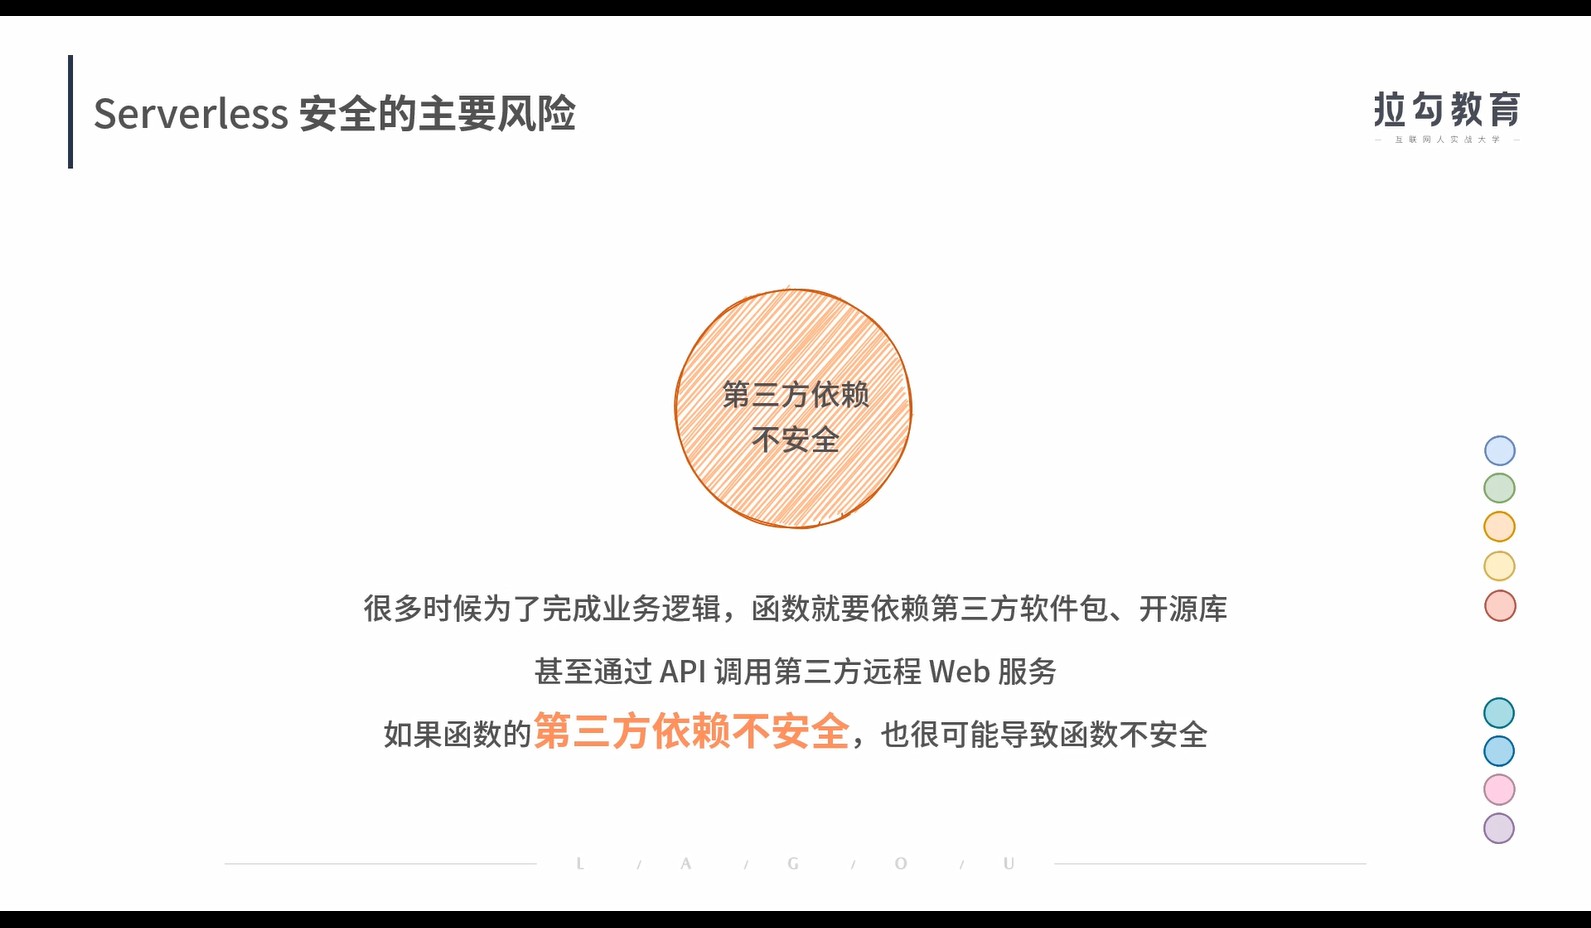 Serverless 安全的主要风险
拉勾教育
— 互联网人实战大学 —
第三方依赖
不安全
很多时候为了完成业务逻辑，函数就要依赖第三方软件包、开源库
甚至通过 API 调用第三方远程 Web 服务
如果函数的第三方依赖不安全，也很可能导致函数不安全
L / A / G / O / U